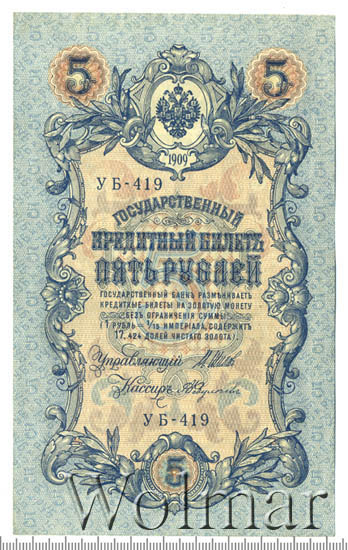 5 5
1909
УБ-419
ГОСУДАРСТВЕННЫЙ
КРЕДИТНЫЙ БИЛЕТЪ
ПЯТЬ РУБЛЕЙ
ГОСУДАРСТВЕННЫЙ БАНКЪ РАЗМѢНИВАЕТЪ
КРЕДИТНЫЕ БИЛЕТЫ НА ЗОЛОТУЮ МОНЕТУ
БЕЗЪ ОГРАНИЧЕНІЯ СУММЫ
(1 РУБЛЬ = 1/15 ИМПЕРІАЛА, СОДЕРЖИТЪ
17,424 ДОЛЕЙ ЧИСТАГО ЗОЛОТА).
Управляющій
Кассиръ
УБ-419
5
Wolmar